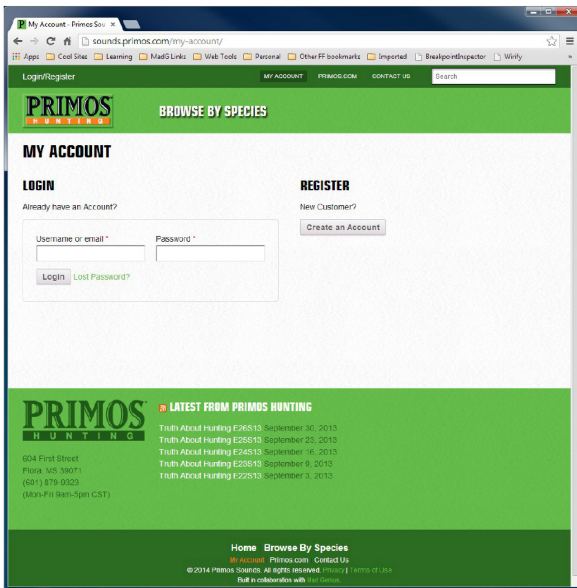 My Account - Primos Sou
sounds.primos.com/my-account/
Apps Cool Sites Learning MadG Links Web Tools Personal Other FF bookmarks Imported BreakpointInspector Wirify »
Login/Register MY ACCOUNT PRIMOS.COM CONTACT US Search
PRIMOS
HUNTING
BROWSE BY SPECIES
MY ACCOUNT
LOGIN
Already have an Account?
Username or email * Password *
Login Lost Password?
REGISTER
New Customer?
Create an Account
PRIMOS
HUNTING
604 First Street
Flora, MS 39071
(601) 879-9323
(Mon-Fri 9am-5pm CST)
LATEST FROM PRIMOS HUNTING
Truth About Hunting E26S13 September 30, 2013
Truth About Hunting E25S13 September 23, 2013
Truth About Hunting E24S13 September 16, 2013
Truth About Hunting E23S13 September 9, 2013
Truth About Hunting E22S13 September 3, 2013
Home Browse By Species
My Account Primos.com Contact Us
© 2014 Primos Sounds. All rights reserved. Privacy | Terms of Use
Built in collaboration with Mad Genius.